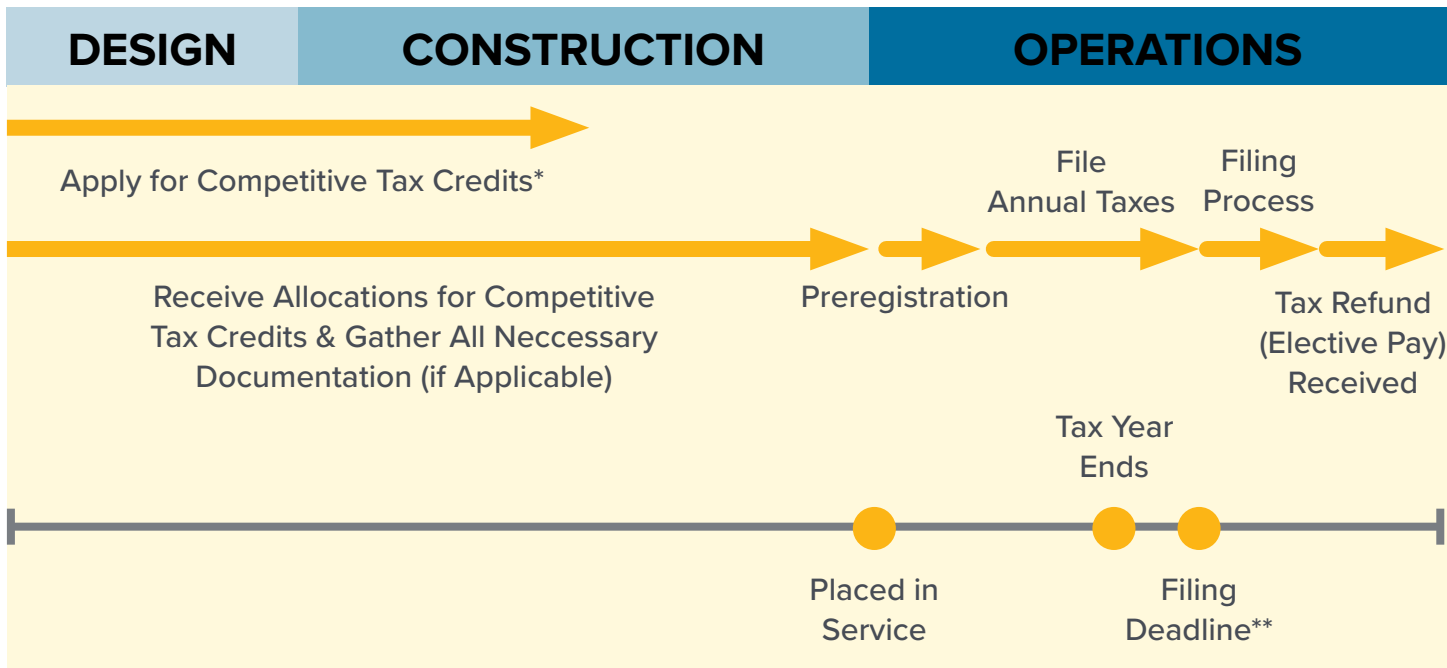 DESIGN
CONSTRUCTION
OPERATIONS
Apply for Competitive Tax Credits*
File
Annual Taxes
Filing
Process
Receive Allocations for Competitive
Tax Credits & Gather All Neccessary
Documentation (if Applicable)
Preregistration
Tax Refund
(Elective Pay)
Received
Tax Year
Ends
Placed in
Service
Filing
Deadline**